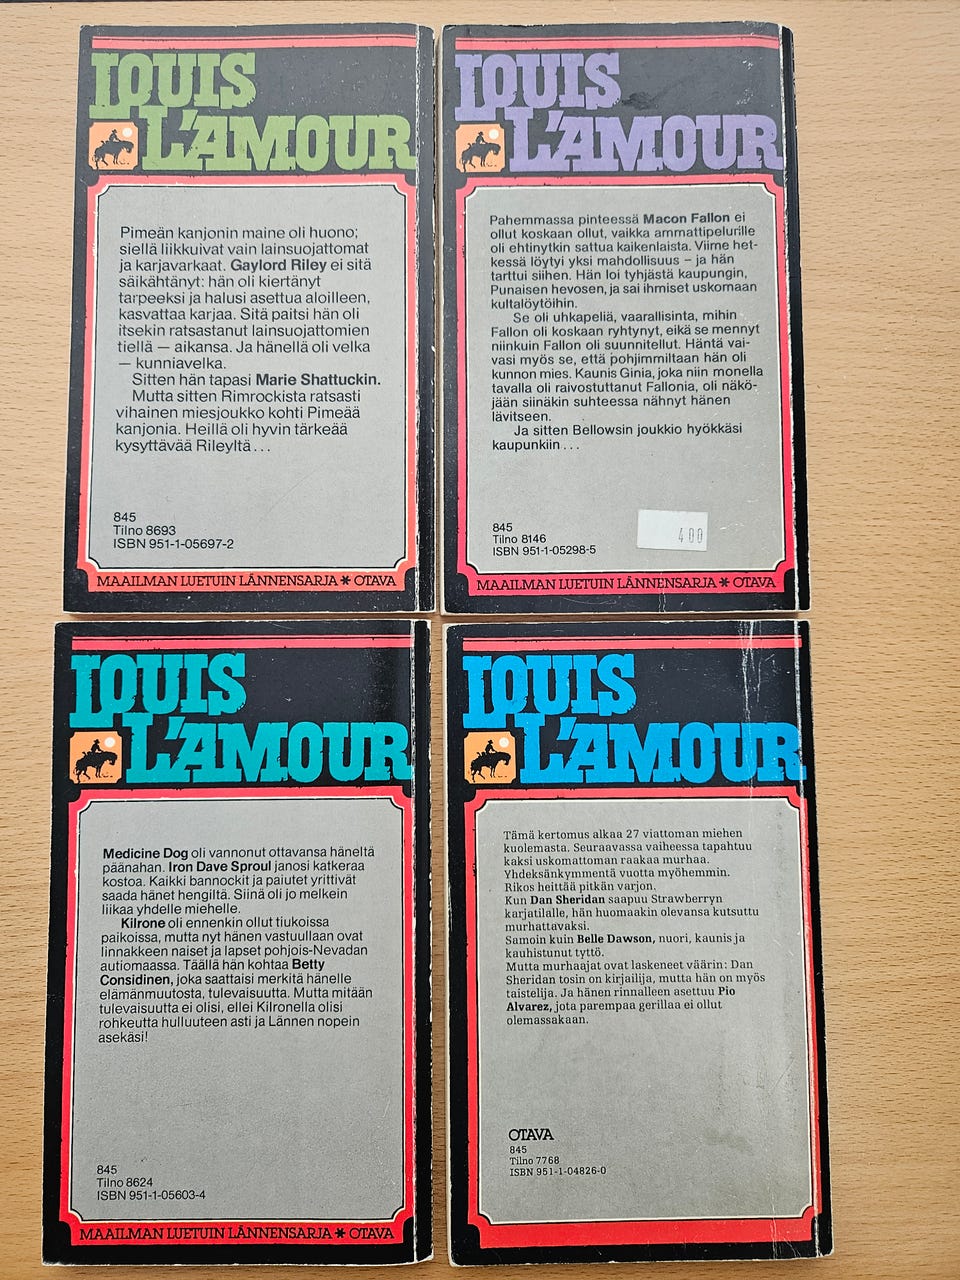 LOUIS
L'AMOUR
Pimeän kanjonin maine oli huono;
siellä liikkuivat vain lainsuojattomat
ja karjavarkaat. Gaylord Riley ei sitä
säikähtänyt: hän oli kiertänyt
tarpeeksi ja halusi asettua aloilleen,
kasvattaa karjaa. Sitä paitsi hän oli
itsekin ratsastanut lainsuojattomien
tiellä — aikansa. Ja hänellä oli velka
— kunniavelka.
Sitten hän tapasi Marie Shattuckin.
Mutta sitten Rimrockista ratsasti
vihainen miesjoukko kohti Pimeää
kanjonia. Heillä oli hyvin tärkeää
kysyttävää Rileyltä . . .
845
Tilno 8693
ISBN 951-1-05697-2
MAAILMAN LUETUIN LÄNNENSARJA * OTAVA
LOUIS
L'AMOUR
Pahemmassa pinteessä Macon Fallon ei
ollut koskaan ollut, vaikka ammattipelurille
oli ehtinytkin sattua kaikenlaista. Viime het-
kessä löytyi yksi mahdollisuus – ja hän
tarttui siihen. Hän loi tyhjästä kaupungin,
Punaisen hevosen, ja sai ihmiset uskomaan
kultalöytöihin.
Se oli uhkapeliä, vaarallisinta, mihin
Fallon oli koskaan ryhtynyt, eikä se mennyt
niinkuin Fallon oli suunnitellut. Häntä vai-
vasi myös se, että pohjimmiltaan hän oli
kunnon mies. Kaunis Ginia, joka niin monella
tavalla oli raivostuttanut Fallonia, oli näkö-
jään siinäkin suhteessa nähnyt hänen
lävitseen.
Ja sitten Bellowsin joukkio hyökkäsi
kaupunkiin . . .
845
Tilno 8146
ISBN 951-1-05298-5
400
MAAILMAN LUETUIN LÄNNENSARJA * OTAVA
LOUIS
L'AMOUR
Medicine Dog oli vannonut ottavansa häneltä
päänahan. Iron Dave Sproul janosi katkeraa
kostoa. Kaikki bannockit ja paiutet yrittivät
saada hänet hengiltä. Siinä oli jo melkein
liikaa yhdelle miehelle.
Kilrone oli ennenkin ollut tiukoissa
paikoissa, mutta nyt hänen vastuullaan ovat
linnakkeen naiset ja lapset pohjois-Nevadan
autiomaassa. Täällä hän kohtaa Betty
Considinen, joka saattaisi merkitä hänelle
elämänmuutosta, tulevaisuutta. Mutta mitään
tulevaisuutta ei olisi, ellei Kilronella olisi
rohkeutta hulluuteen asti ja Lännen nopein
asekäsi!
845
Tilno 8624
ISBN 951-1-05603-4
MAAILMAN LUETUIN LÄNNENSARJA * OTAVA
LOUIS
L'AMOUR
Tämä kertomus alkaa 27 viattoman miehen
kuolemasta. Seuraavassa vaiheessa tapahtuu
kaksi uskomattoman raakaa murhaa.
Yhdeksänkymmentä vuotta myöhemmin.
Rikos heittää pitkän varjon.
Kun Dan Sheridan saapuu Strawberryn
karjatilalle, hän huomaakin olevansa kutsuttu
murhattavaksi.
Samoin kuin Belle Dawson, nuori, kaunis ja
kauhistunut tyttö.
Mutta murhaajat ovat laskeneet väärin: Dan
Sheridan tosin on kirjailija, mutta hän on myös
taistelija. Ja hänen rinnalleen asettuu Pio
Alvarez, jota parempaa gerillaa ei ollut
olemassakaan.
OTAVA
845
Tilno 7768
ISBN 951-1-04826-0